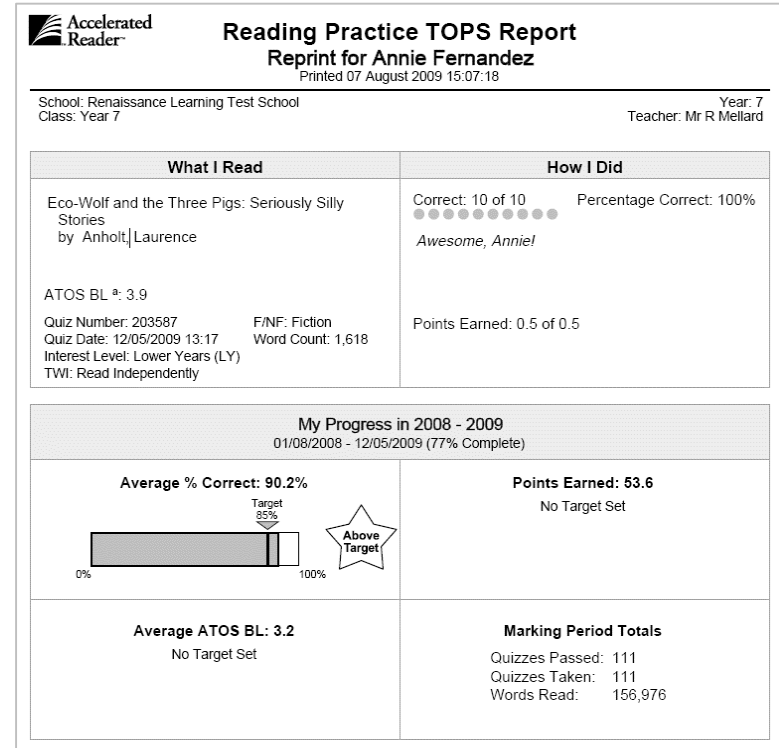 Accelerated
Reader™
Reading Practice TOPS Report
Reprint for Annie Fernandez
Printed 07 August 2009 15:07:18
School: Renaissance Learning Test School
Class: Year 7
Year: 7
Teacher: Mr R Mellard
What I Read
Eco-Wolf and the Three Pigs: Seriously Silly
Stories
by Anholt, Laurence
ATOS BL ª: 3.9
Quiz Number: 203587 F/NF: Fiction
Quiz Date: 12/05/2009 13:17 Word Count: 1,618
Interest Level: Lower Years (LY)
TWI: Read Independently
How I Did
Correct: 10 of 10 Percentage Correct: 100%
Awesome, Annie!
Points Earned: 0.5 of 0.5
My Progress in 2008 - 2009
01/08/2008 - 12/05/2009 (77% Complete)
Average % Correct: 90.2%
Target
85%
Above
Target
0% 100%
Points Earned: 53.6
No Target Set
Average ATOS BL: 3.2
No Target Set
Marking Period Totals
Quizzes Passed: 111
Quizzes Taken: 111
Words Read: 156,976